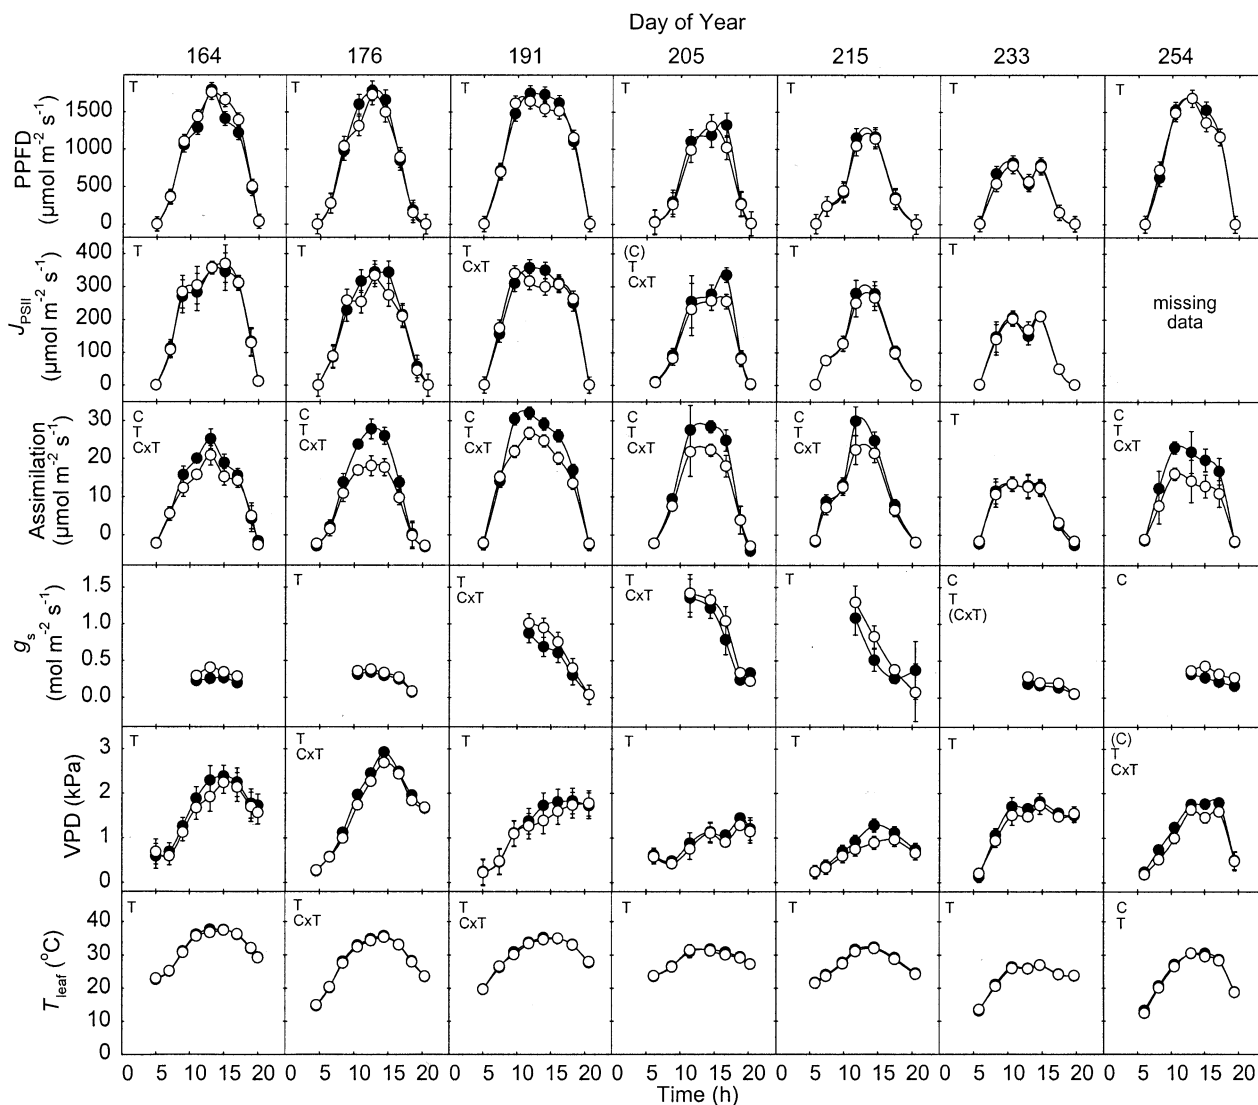 Day of Year
164 176 191 205 215 233 254
PPFD
(µmol m⁻² s⁻¹)
1500
1000
500
0
T T T T T T T
J PSII
(µmol m⁻² s⁻¹)
400
300
200
100
0
T
T
T
CxT
(C)
T
CxT
T
T
missing
data
Assimilation
(µmol m⁻² s⁻¹)
30
20
10
0
C
T
CxT
C
T
CxT
C
T
CxT
C
T
CxT
C
T
CxT
T
C
T
CxT
gs
(mol m⁻² s⁻¹)
1.5
1.0
0.5
0.0
T
T
CxT
T
CxT
T
C
T
(CxT)
C
VPD (kPa)
3
2
1
0
T
T
CxT
T
T
T
T
(C)
T
CxT
T leaf (°C)
40
30
20
10
0
T
T
CxT
T
CxT
T
T
T
C
T
0 5 10 15 20 0 5 10 15 20 0 5 10 15 20 0 5 10 15 20 0 5 10 15 20 0 5 10 15 20 0 5 10 15 20
Time (h)